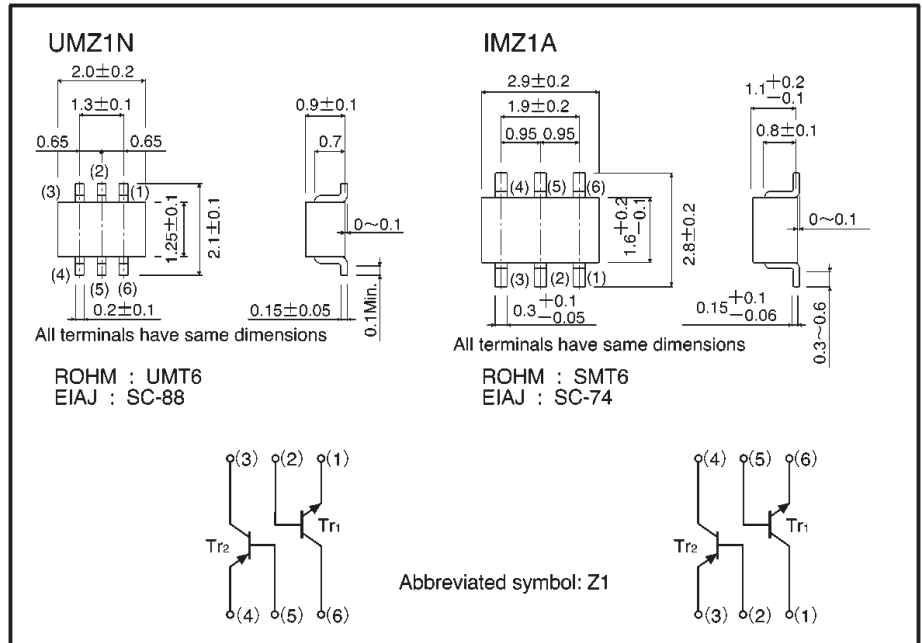 UMZ1N
2.0±0.2
1.3±0.1
0.65
0.65
(2)
(3)
(1)
1.25±0.1
2.1±0.1
(4)
(5)
(6)
0.2±0.1
All terminals have same dimensions
0.9±0.1
0.7
0~0.1
0.15±0.05
0.1Min.
ROHM : UMT6
EIAJ : SC-88
IMZ1A
2.9±0.2
1.9±0.2
0.95
0.95
(4)
(5)
(6)
1.6+0.2−0.1
2.8±0.2
(3)
(2)
(1)
0.3+0.1−0.05
All terminals have same dimensions
1.1+0.2−0.1
0.8±0.1
0~0.1
0.15+0.1−0.06
0.3~0.6
ROHM : SMT6
EIAJ : SC-74
(3) (2) (1)
Tr1
Tr2
(4) (5) (6)
Abbreviated symbol: Z1
(4) (5) (6)
Tr1
Tr2
(3) (2) (1)